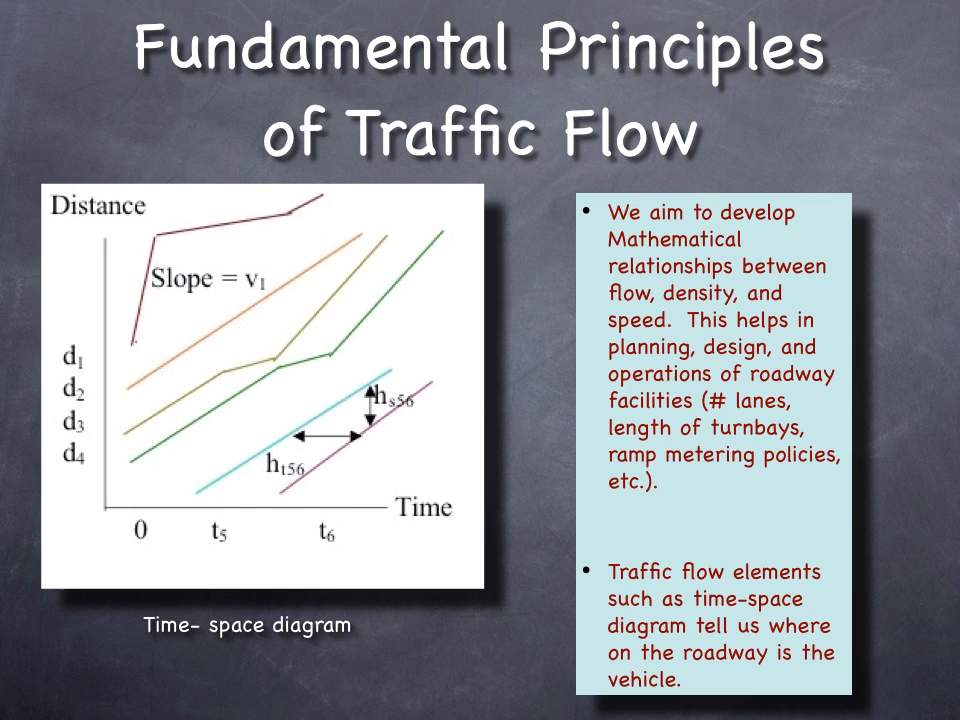 Fundamental Principles
of Traffic Flow
Distance
Slope = v₁
d₁
d₂
d₃
d₄
hₛ₅₆
hₜ₅₆
Time
0 t₅ t₆
Time- space diagram
• We aim to develop
Mathematical
relationships between
flow, density, and
speed. This helps in
planning, design, and
operations of roadway
facilities (# lanes,
length of turnbays,
ramp metering policies,
etc.).
• Traffic flow elements
such as time-space
diagram tell us where
on the roadway is the
vehicle.